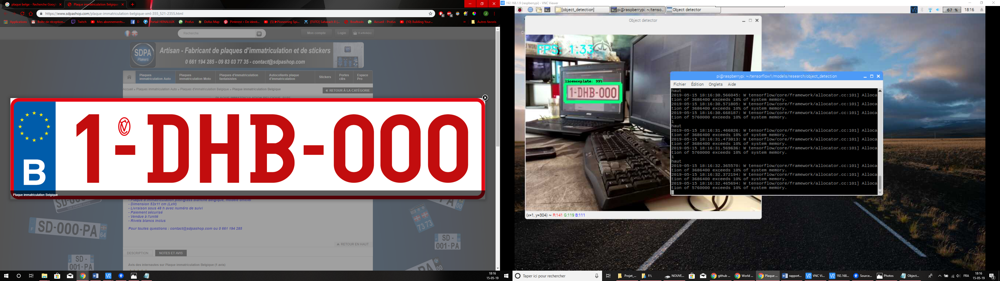 plaque belge - Recherche Googl
Plaque immatriculation Belgique
https://www.sdpashop.com/plaque-immatriculation-belgique-xml-355_521-2355.html
Applications
Boîte de réception...
Twitch
Mes abonnements...
D
Portail HENALLUX
Profus
Dofus Map
Pinterest • De ideeë...
(5) ▶Pioneering Spi...
[TUTO] Saharach II (...
Bouftools
Accueil - Profus
(10) Building Your...
Autres favoris
Recherche
Mon compte
Login
0 article(s)
SDPA
Plakers
Artisan - Fabricant de plaques d'immatriculation et de stickers
0 661 194 285 - 09 83 03 77 35 - contact@sdpashop.com
Plaques
immatriculation Auto
Plaques
immatriculation Moto
Plaques d'immatriculation
fantaisistes
Autocollants plaque
d'immatriculation
Stickers
Portes
clés
Espace
Pro
Accueil » Plaques immatriculation Auto » Plaques d'immatriculation Belgique » Plaque immatriculation Belgique
« RETOUR À LA CATÉGORIE
B
1-DHB-000
Plaque immatriculation Belgique
- Plaque d'immatriculation plexiglass blanche Belgique, modèle officiel
- Dimension 52x11 cm (LxH)
- Livraison sous 48 h avec numéro de suivi
- Paiement sécurisé
- Vendue à l'unité
- Rivets blancs inclus
Pour toutes questions : contact@sdpashop.com ou 0 661 194 285
RETOUR EN HAUT
DESCRIPTION
NOTES ET AVIS
Avis des internautes sur Plaque immatriculation Belgique (1 avis)
F SD-000-PA 64
SD -
001-PA
73 73
SD -
001-PA
18:16
15-05-19
192.168.1.9 (raspberrypi) - VNC Viewer
[object_detection]
pi@raspberrypi: ~/tenso...
Object detector
67 %
18:16
Object detector
FPS: 1.33
licenceplate: 99%
1-DHB-000
(x=1, y=304) ~ R:141 G:119 B:111
pi@raspberrypi: ~/tensorflow1/models/research/object_detection
Fichier Édition Onglets Aide
haut
2019-05-15 18:16:30.566045: W tensorflow/core/framework/allocator.cc:101] Alloca
tion of 3686400 exceeds 10% of system memory.
2019-05-15 18:16:30.571805: W tensorflow/core/framework/allocator.cc:101] Alloca
tion of 3686400 exceeds 10% of system memory.
2019-05-15 18:16:30.668187: W tensorflow/core/framework/allocator.cc:101] Alloca
tion of 5760000 exceeds 10% of system memory.
1
haut
2019-05-15 18:16:31.466826: W tensorflow/core/framework/allocator.cc:101] Alloca
tion of 3686400 exceeds 10% of system memory.
2019-05-15 18:16:31.473013: W tensorflow/core/framework/allocator.cc:101] Alloca
tion of 3686400 exceeds 10% of system memory.
2019-05-15 18:16:31.569636: W tensorflow/core/framework/allocator.cc:101] Alloca
tion of 5760000 exceeds 10% of system memory.
1
haut
2019-05-15 18:16:32.365570: W tensorflow/core/framework/allocator.cc:101] Alloca
tion of 3686400 exceeds 10% of system memory.
2019-05-15 18:16:32.372194: W tensorflow/core/framework/allocator.cc:101] Alloca
tion of 3686400 exceeds 10% of system memory.
2019-05-15 18:16:32.465694: W tensorflow/core/framework/allocator.cc:101] Alloca
tion of 5760000 exceeds 10% of system memory.
Taper ici pour rechercher
Projet_...
F:\
NOUVE...
github ...
World ...
Plaque ...
rapport...
VNC Vi...
192.168...
Source...
Photos
Object...
FRA
18:16
15-05-19